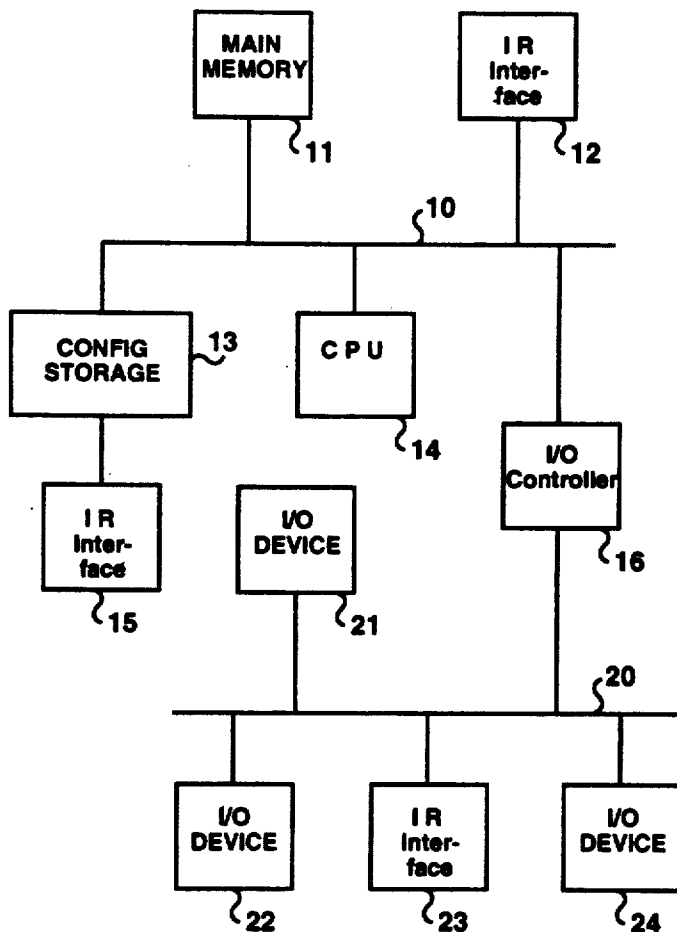 MAIN
MEMORY
11
I R
Inter-
face
12
10
CONFIG
STORAGE
13
C P U
14
I/O
Controller
16
I R
Inter-
face
15
I/O
DEVICE
21
20
I/O
DEVICE
22
I R
Inter-
face
23
I/O
DEVICE
24